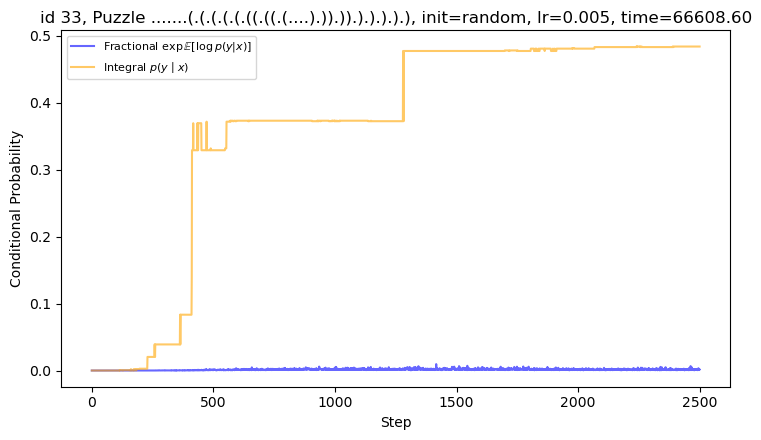 id 33, Puzzle .......(.(.(.(.(.((.((.(....).)).)).).).).).).), init=random, lr=0.005, time=66608.60
Fractional exp𝔼[log p(y|x)]
Integral p(y | x)
Conditional Probability
0.5
0.4
0.3
0.2
0.1
0.0
0
500
1000
1500
2000
2500
Step